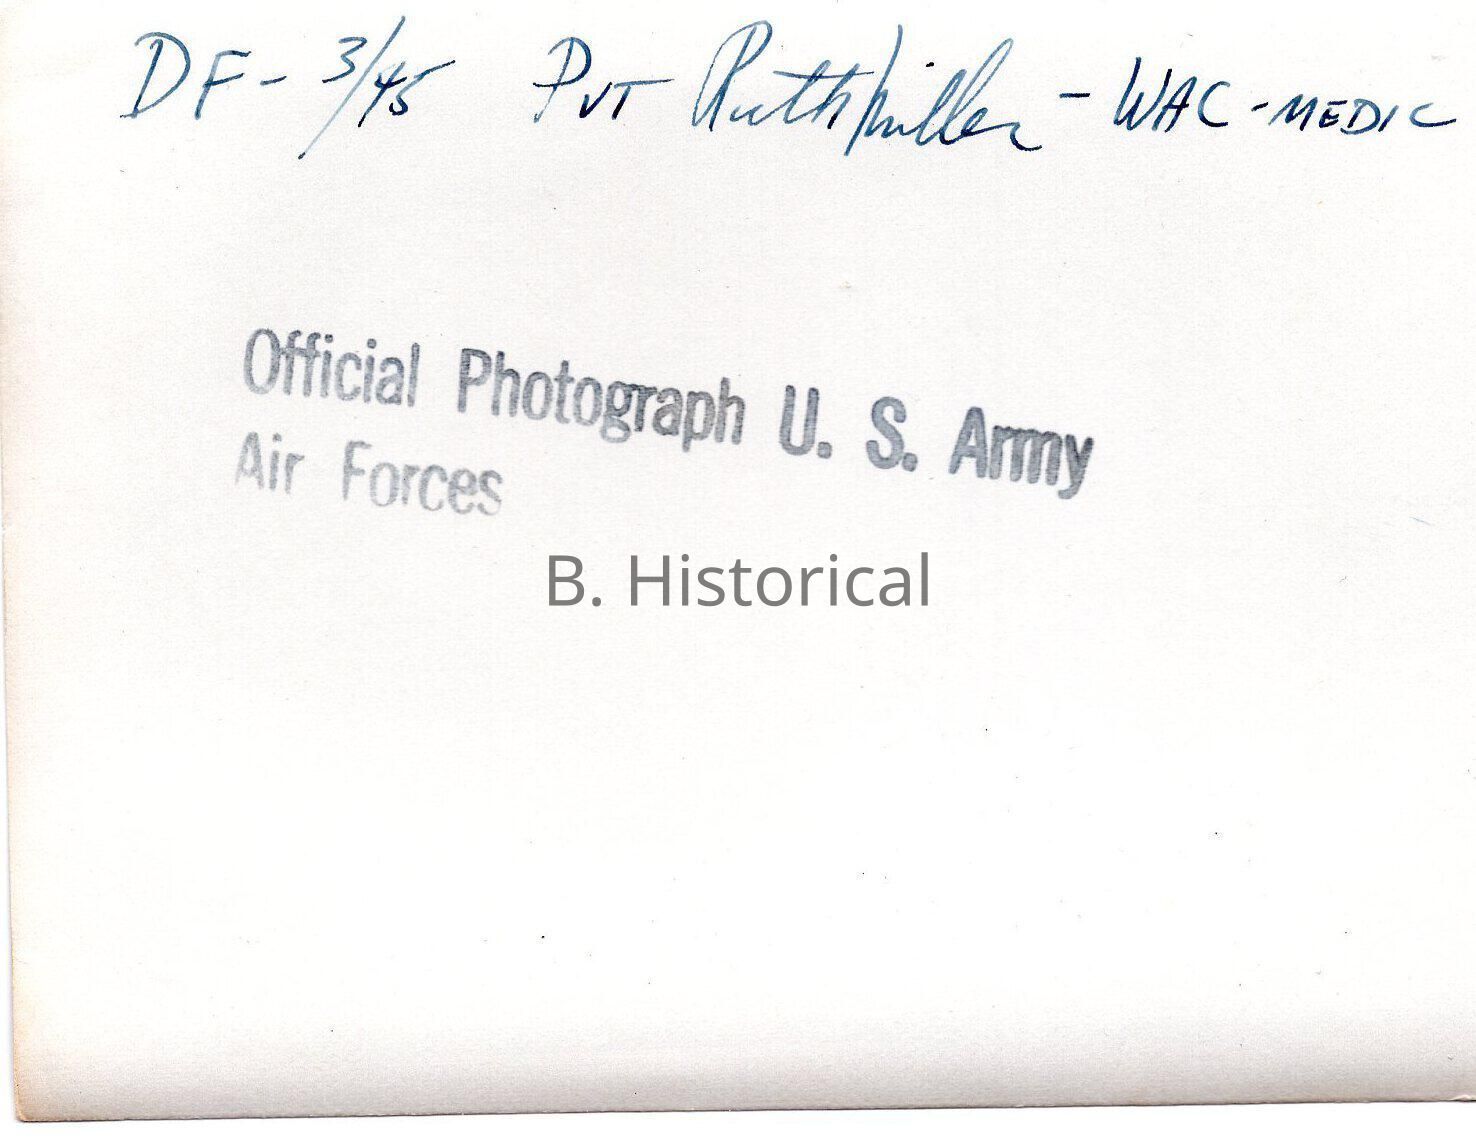 DF - 3/45 Pvt Ruth Miller - WAC - MEDIC
Official Photograph U. S. Army
Air Forces
B. Historical